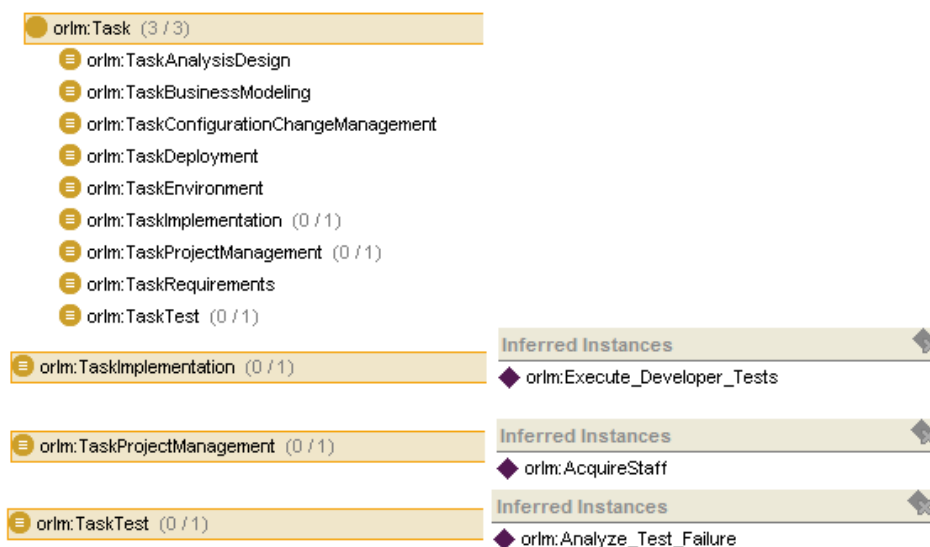 orlm:Task (3 / 3)
orlm:TaskAnalysisDesign
orlm:TaskBusinessModeling
orlm:TaskConfigurationChangeManagement
orlm:TaskDeployment
orlm:TaskEnvironment
orlm:TaskImplementation (0 / 1)
orlm:TaskProjectManagement (0 / 1)
orlm:TaskRequirements
orlm:TaskTest (0 / 1)
Inferred Instances
orlm:TaskImplementation (0 / 1)
orlm:Execute_Developer_Tests
Inferred Instances
orlm:TaskProjectManagement (0 / 1)
orlm:AcquireStaff
Inferred Instances
orlm:TaskTest (0 / 1)
orlm:Analyze_Test_Failure